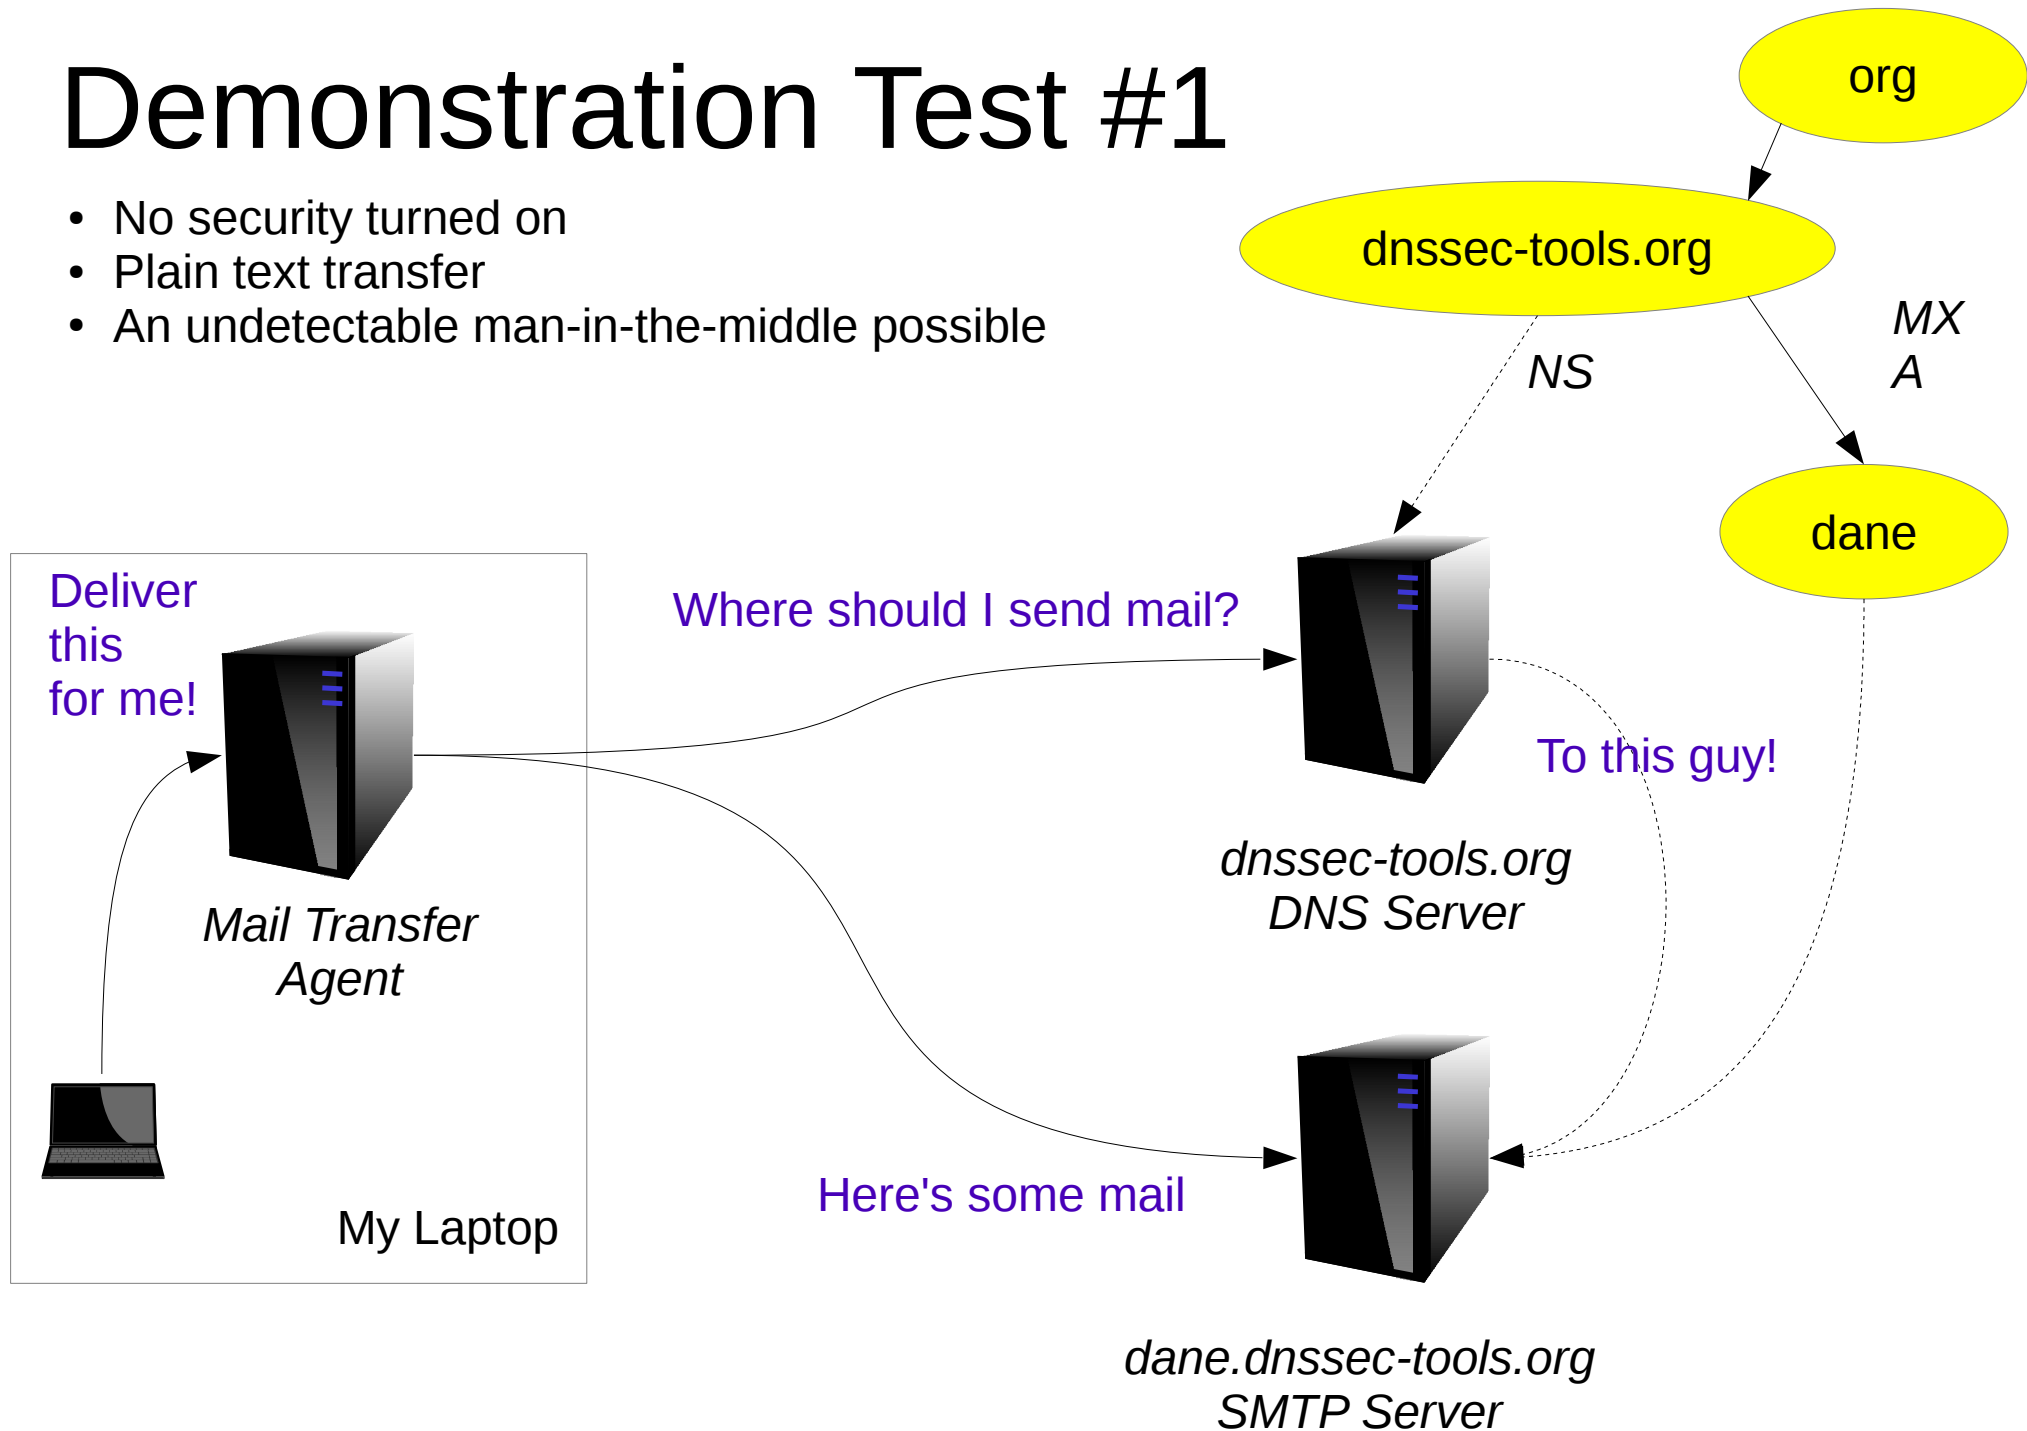 Demonstration Test #1
• No security turned on
• Plain text transfer
• An undetectable man-in-the-middle possible
org
dnssec-tools.org
MX
A
NS
dane
Deliver
this
for me!
Where should I send mail?
To this guy!
Mail Transfer
Agent
dnssec-tools.org
DNS Server
Here's some mail
My Laptop
dane.dnssec-tools.org
SMTP Server